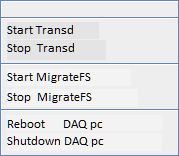 Start Transd
Stop Transd
Start MigrateFS
Stop MigrateFS
Reboot DAQ pc
Shutdown DAQ pc